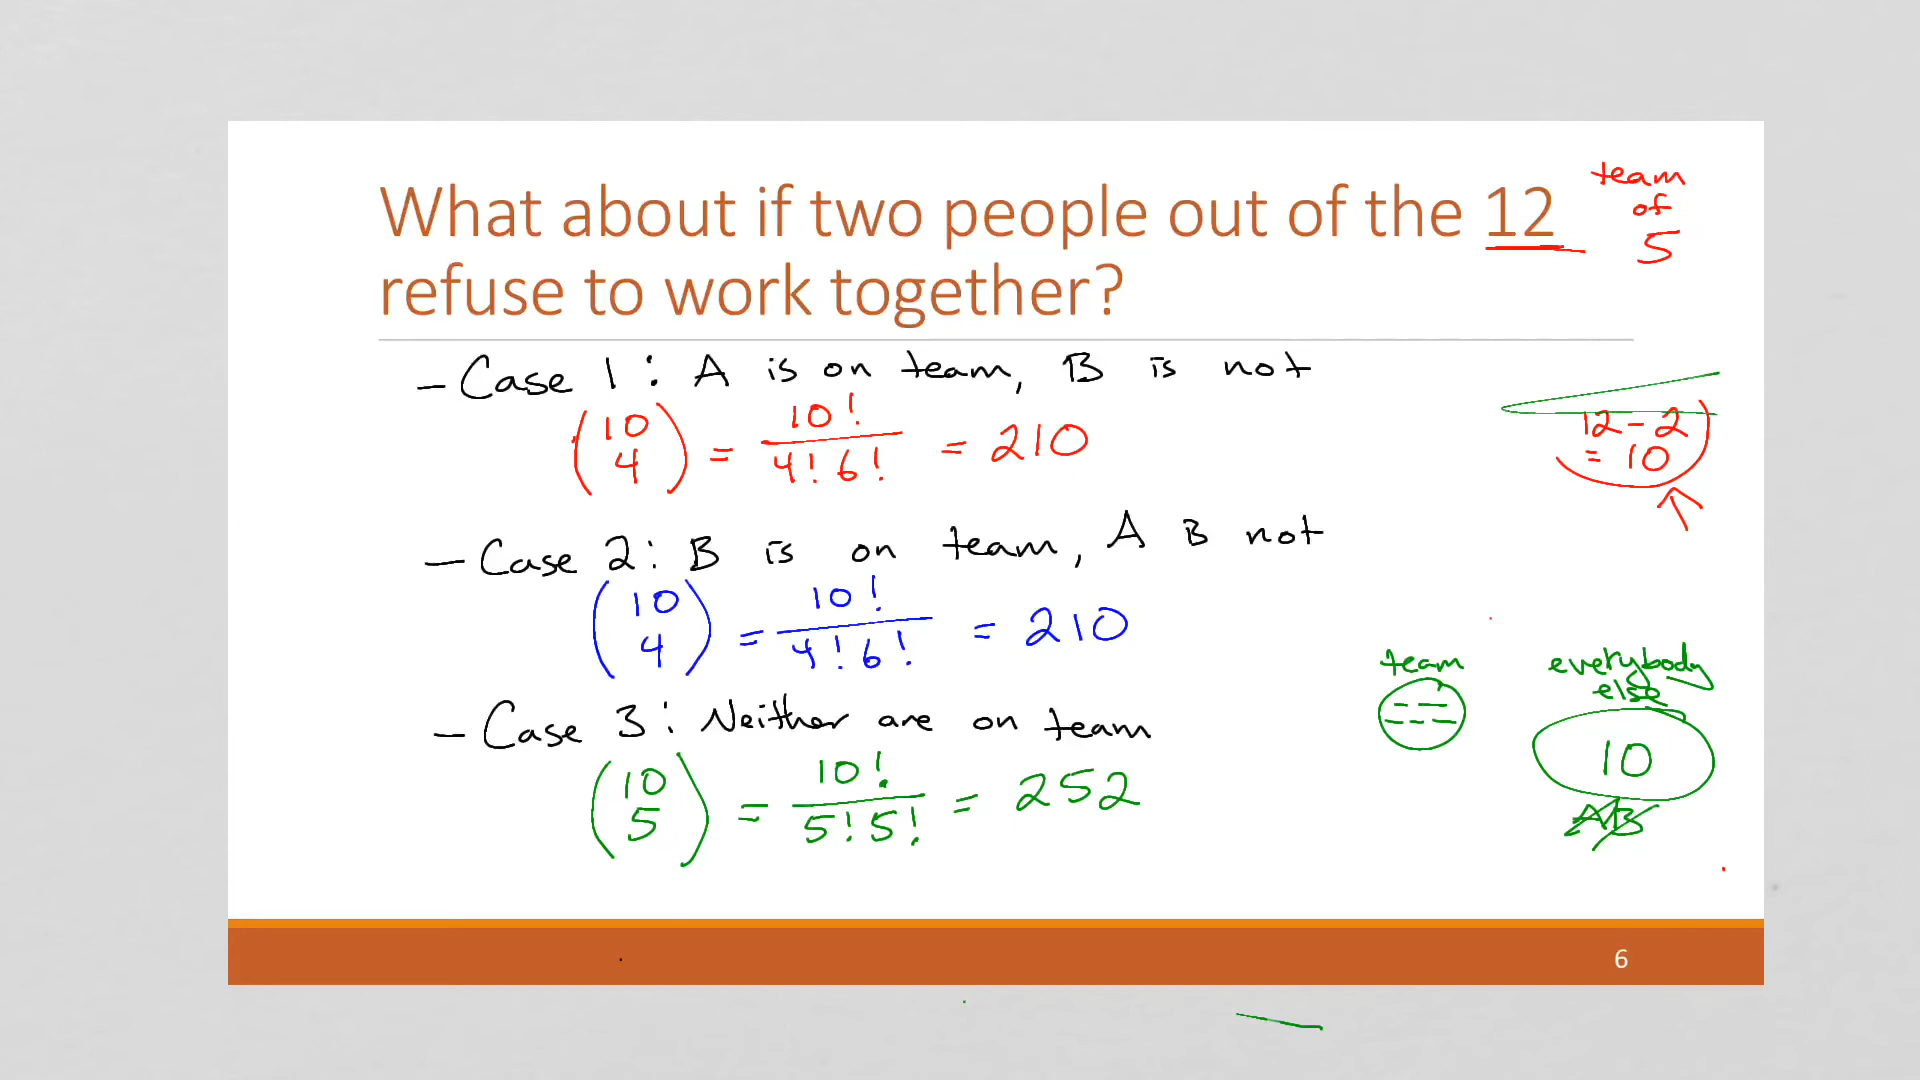 What about if two people out of the 12
refuse to work together?
team
of
5
- Case 1: A is on team, B is not
(10 4) = 10! / 4! 6! = 210
12 - 2
= 10
- Case 2: B is on team, A is not
(10 4) = 10! / 4! 6! = 210
- Case 3: Neither are on team
(10 5) = 10! / 5! 5! = 252
team
everybody
else
10
AB
6